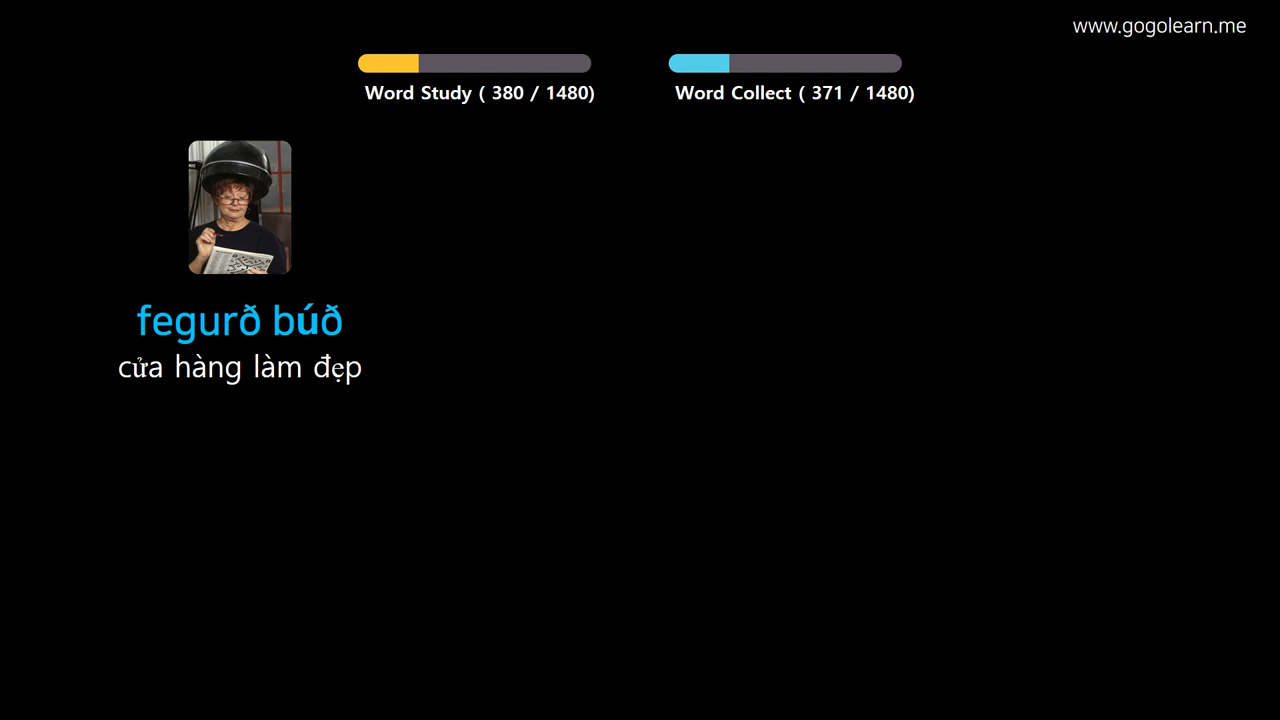 www.gogolearn.me
Word Study ( 380 / 1480)
Word Collect ( 371 / 1480)
fegurð búð
cửa hàng làm đẹp